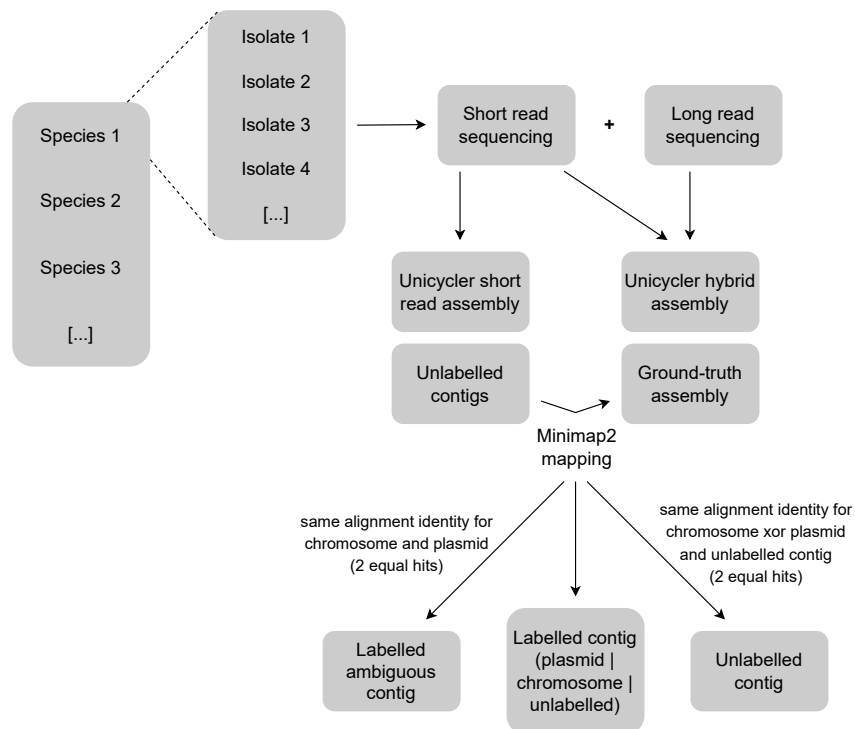 Species 1
Species 2
Species 3
[...]
Isolate 1
Isolate 2
Isolate 3
Isolate 4
[...]
Short read
sequencing
+
Long read
sequencing
Unicycler short
read assembly
Unicycler hybrid
assembly
Unlabelled
contigs
Ground-truth
assembly
Minimap2
mapping
same alignment identity for
chromosome and plasmid
(2 equal hits)
same alignment identity for
chromosome xor plasmid
and unlabelled contig
(2 equal hits)
Labelled
ambiguous
contig
Labelled contig
(plasmid |
chromosome |
unlabelled)
Unlabelled
contig